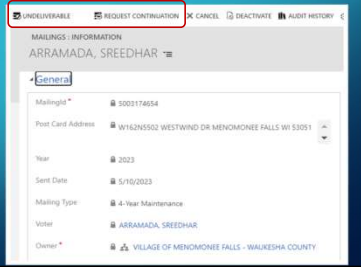 UNDELIVERABLE REQUEST CONTINUATION CANCEL DEACTIVATE AUDIT HISTORY
MAILINGS : INFORMATION
ARRAMADA, SREEDHAR
General
MailingId * 5003174654
Post Card Address W162N5502 WESTWIND DR MENOMONEE FALLS WI 53051
Year 2023
Sent Date 5/10/2023
Mailing Type 4-Year Maintenance
Voter ARRAMADA, SREEDHAR
Owner * VILLAGE OF MENOMONEE FALLS - WAUKESHA COUNTY